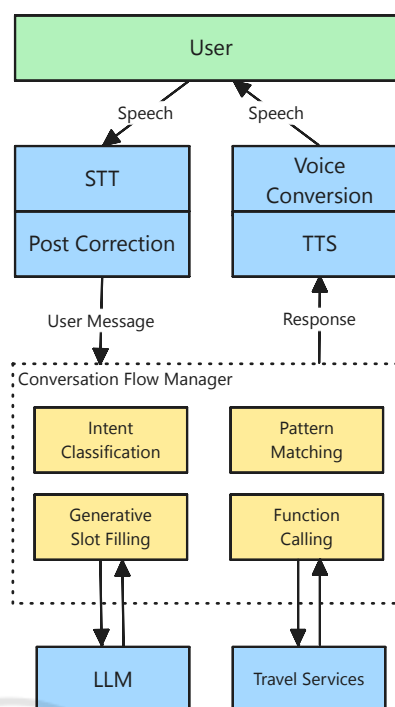 User
Speech
Speech
STT
Voice
Conversion
Post Correction
TTS
User Message
Response
Conversation Flow Manager
Intent
Classification
Pattern
Matching
Generative
Slot Filling
Function
Calling
LLM
Travel Services